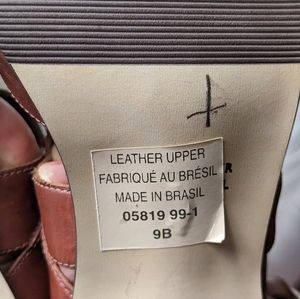 LEATHER UPPER
FABRIQUÉ AU BRÉSIL
MADE IN BRASIL
05819 99-1
9B